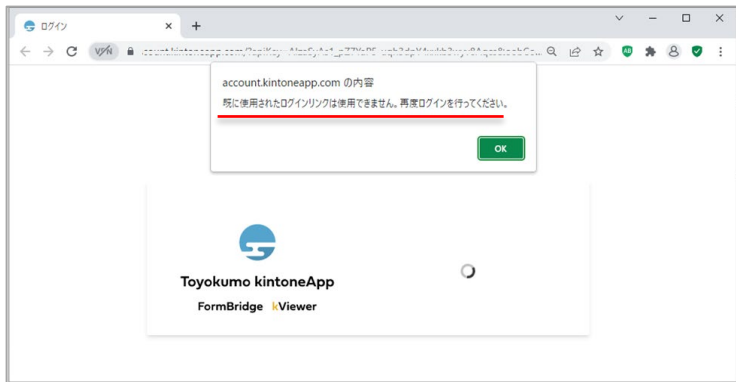 ログイン
VPN
account.kintoneapp.com の内容
既に使用されたログインリンクは使用できません。再度ログインを行ってください。
OK
Toyokumo kintoneApp
FormBridge kViewer